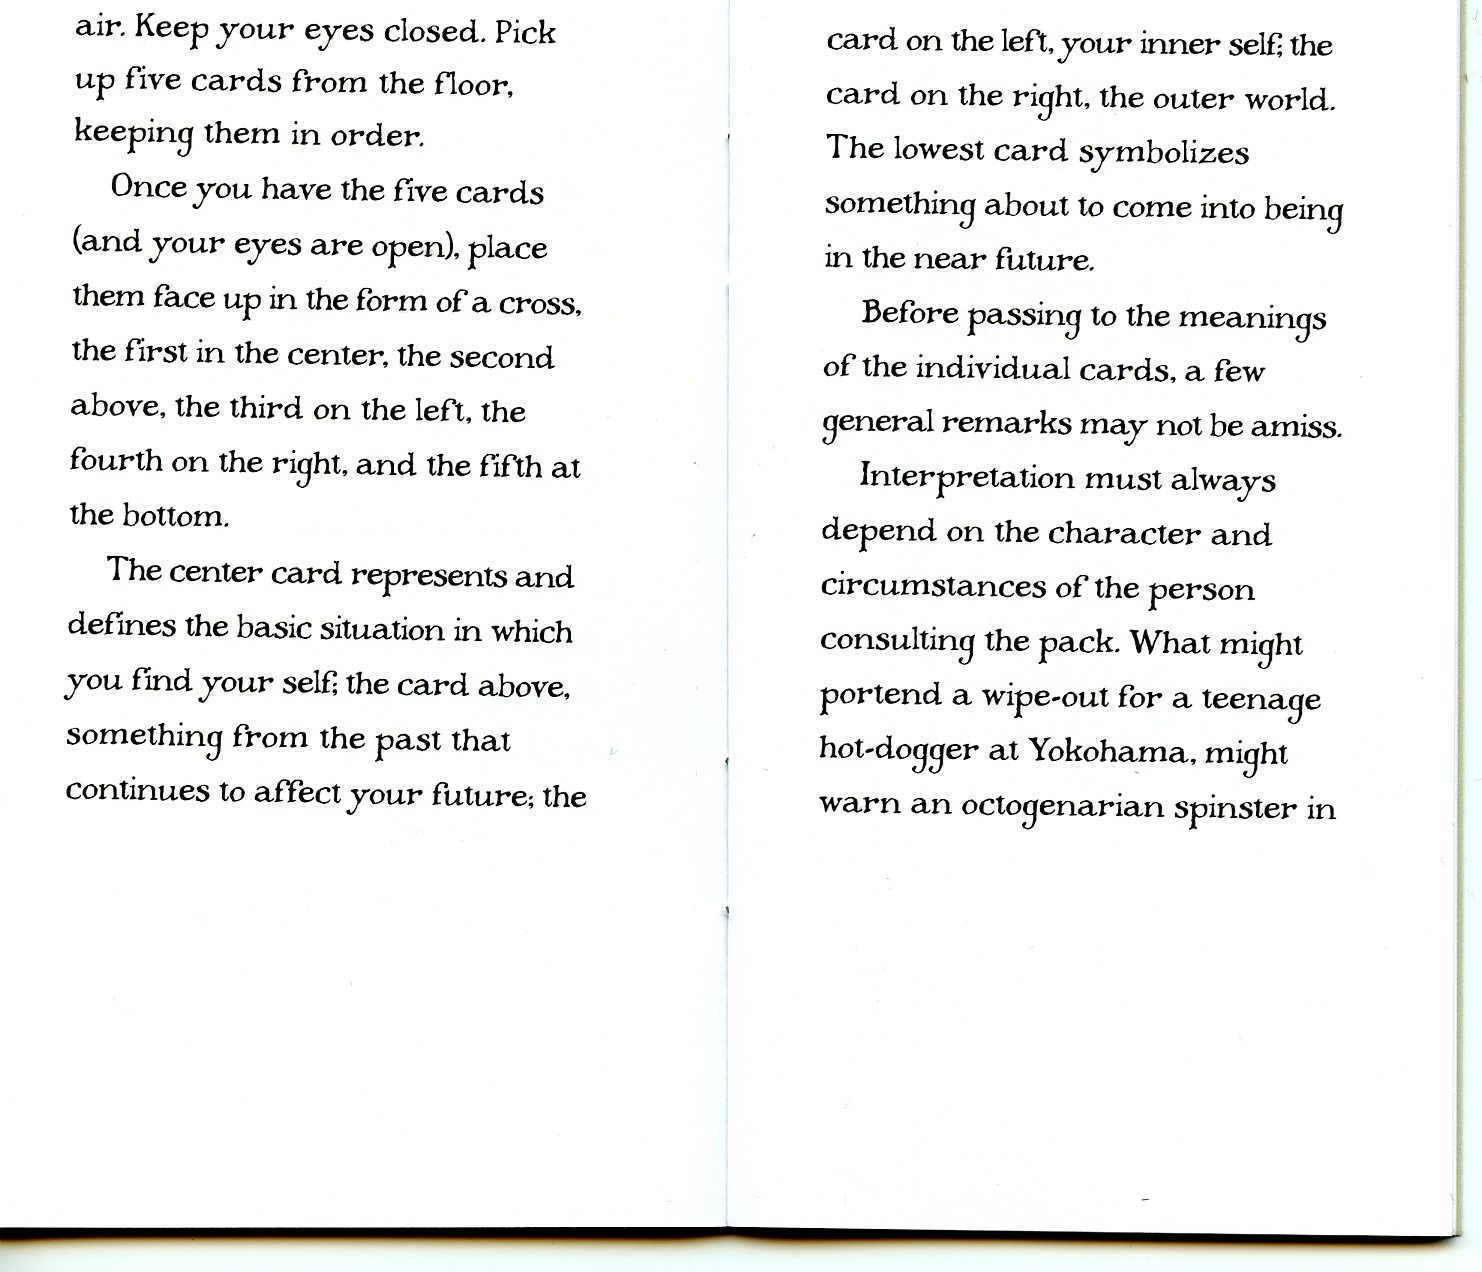 air. Keep your eyes closed. Pick
up five cards from the floor,
keeping them in order.
Once you have the five cards
(and your eyes are open), place
them face up in the form of a cross,
the first in the center, the second
above, the third on the left, the
fourth on the right, and the fifth at
the bottom.
The center card represents and
defines the basic situation in which
you find your self; the card above,
something from the past that
continues to affect your future; the
card on the left, your inner self; the
card on the right, the outer world.
The lowest card symbolizes
something about to come into being
in the near future.
Before passing to the meanings
of the individual cards, a few
general remarks may not be amiss.
Interpretation must always
depend on the character and
circumstances of the person
consulting the pack. What might
portend a wipe-out for a teenage
hot-dogger at Yokohama, might
warn an octogenarian spinster in